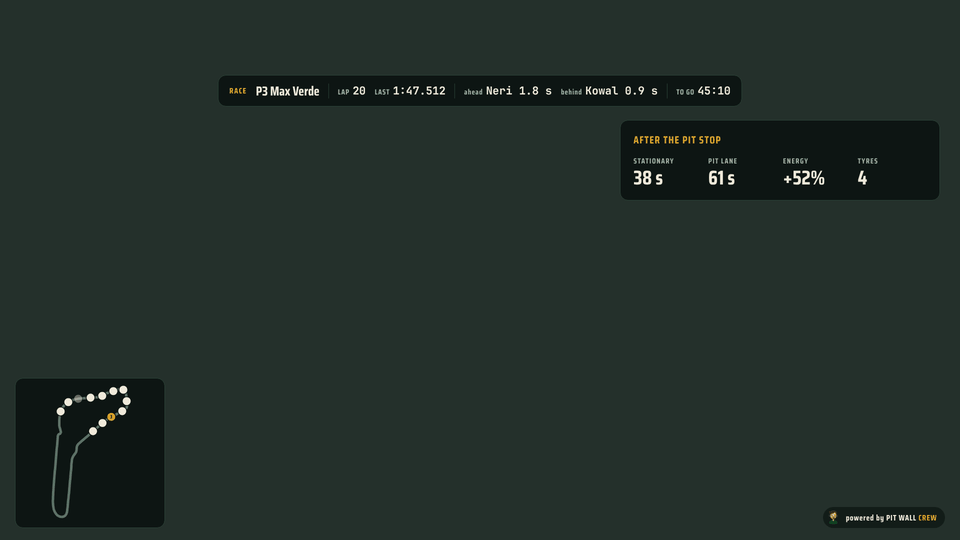 RACE P3 Max Verde LAP 20 LAST 1:47.512 ahead Neri 1.8 s behind Kowal 0.9 s TO GO 45:10
AFTER THE PIT STOP
STATIONARY PIT LANE ENERGY TYRES
38 s 61 s +52% 4
powered by PIT WALL CREW